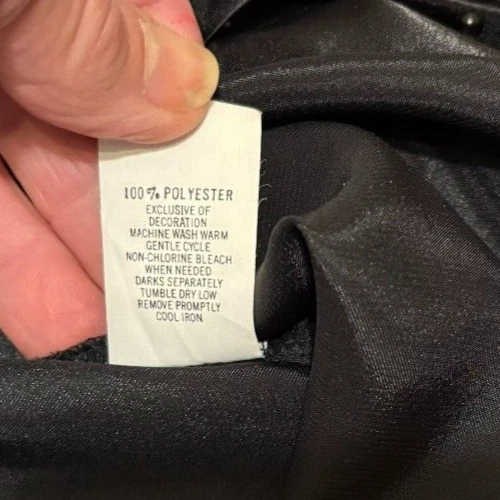 100% POLYESTER
EXCLUSIVE OF
DECORATION
MACHINE WASH WARM
GENTLE CYCLE
NON-CHLORINE BLEACH
WHEN NEEDED
DARKS SEPARATELY
TUMBLE DRY LOW
REMOVE PROMPTLY
COOL IRON